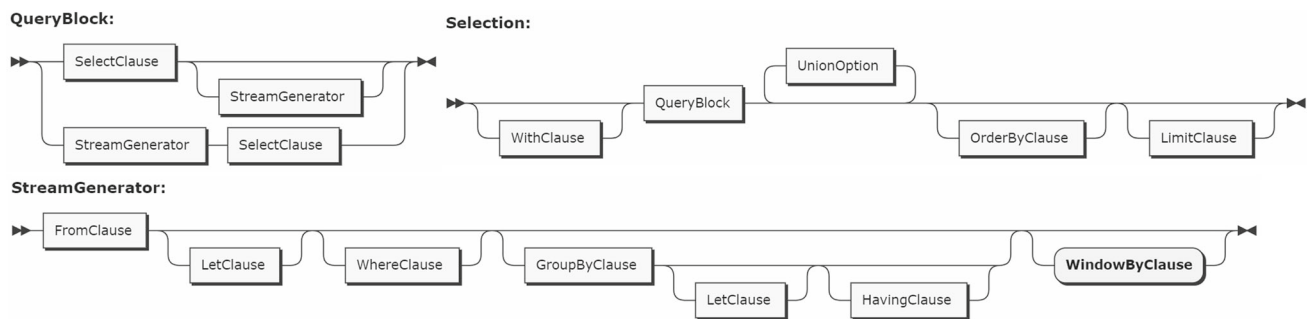 QueryBlock:
SelectClause
StreamGenerator
StreamGenerator SelectClause
Selection:
UnionOption
QueryBlock
WithClause OrderByClause LimitClause
StreamGenerator:
FromClause
LetClause WhereClause GroupByClause WindowByClause
LetClause HavingClause